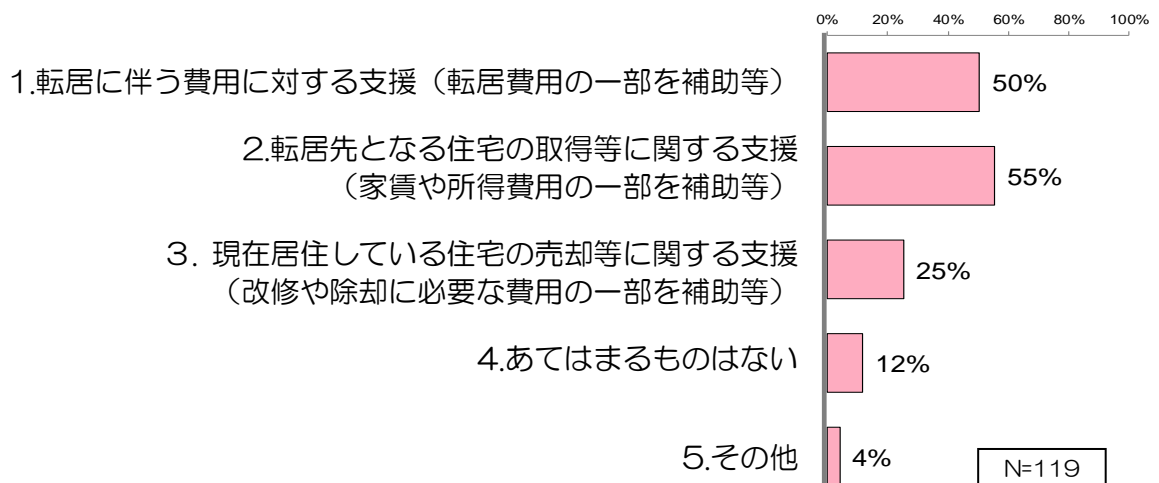 0% 20% 40% 60% 80% 100%
1.転居に伴う費用に対する支援（転居費用の一部を補助等） 50%
2.転居先となる住宅の取得等に関する支援
（家賃や所得費用の一部を補助等） 55%
３. 現在居住している住宅の売却等に関する支援
（改修や除却に必要な費用の一部を補助等） 25%
4.あてはまるものはない 12%
5.その他 4%
N=119